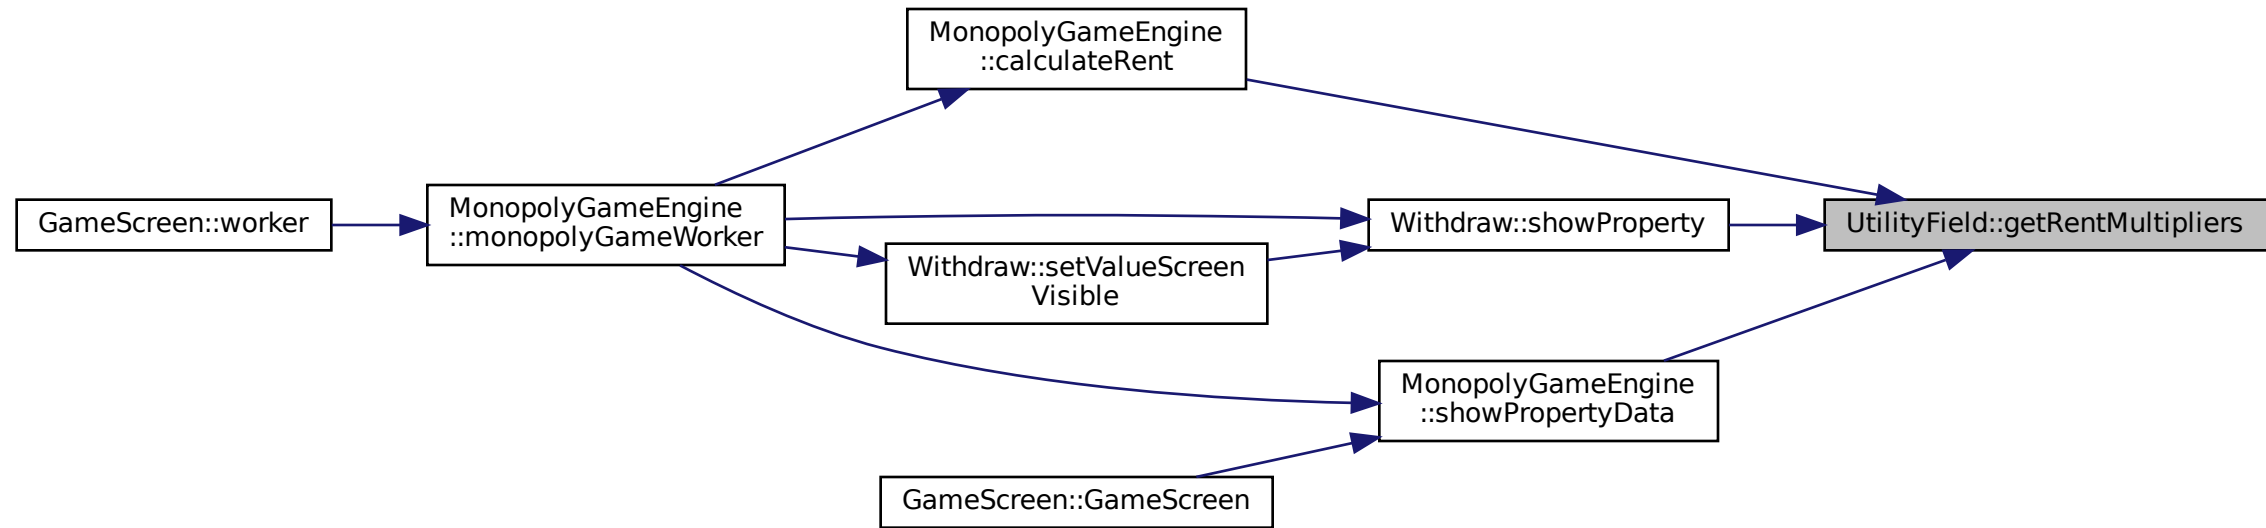 MonopolyGameEngine
::calculateRent
GameScreen::worker
MonopolyGameEngine
::monopolyGameWorker
Withdraw::showProperty
UtilityField::getRentMultipliers
Withdraw::setValueScreen
Visible
MonopolyGameEngine
::showPropertyData
GameScreen::GameScreen